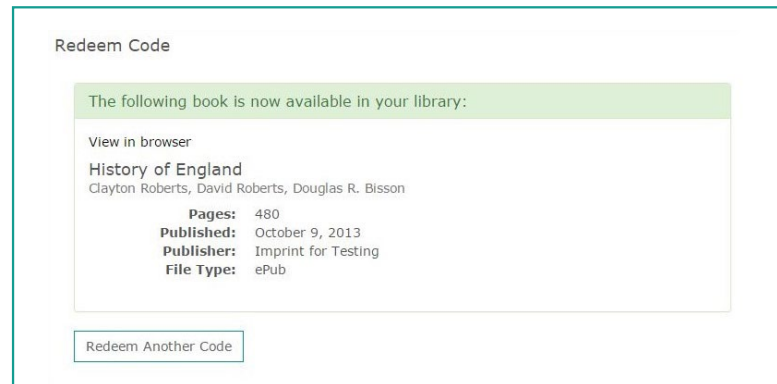 Redeem Code
The following book is now available in your library:
View in browser
History of England
Clayton Roberts, David Roberts, Douglas R. Bisson
Pages: 480
Published: October 9, 2013
Publisher: Imprint for Testing
File Type: ePub
Redeem Another Code